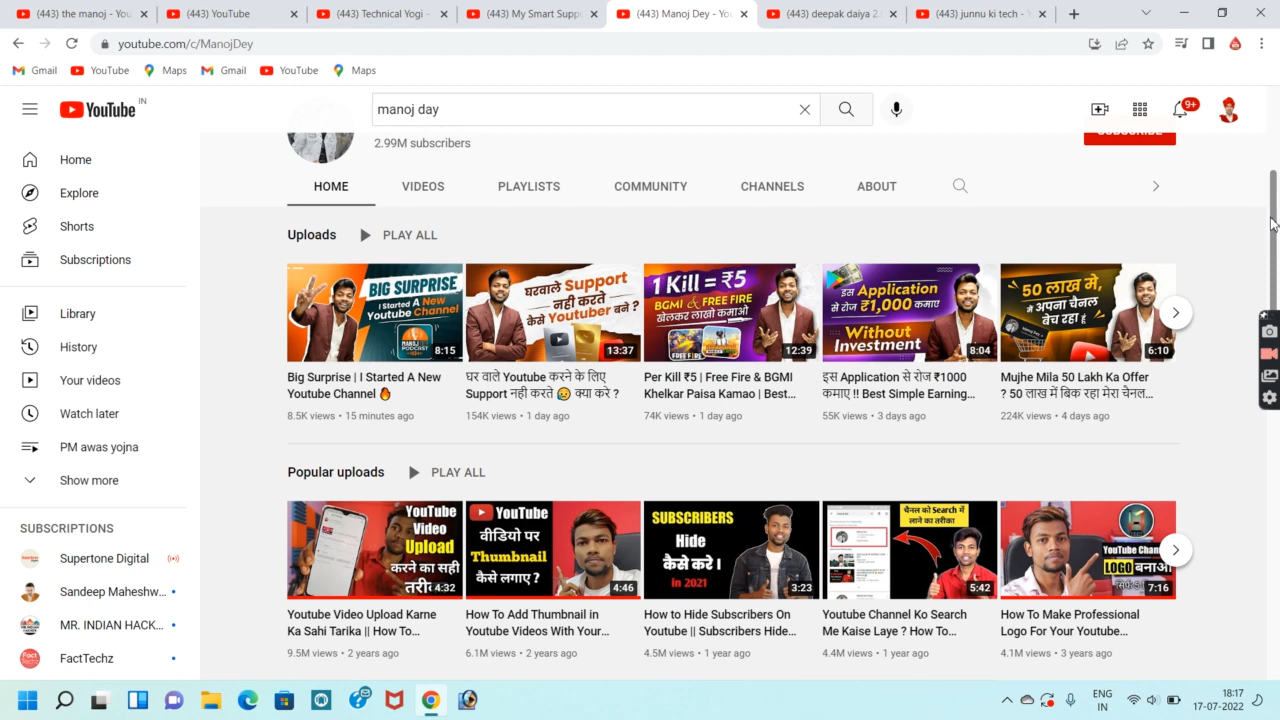 (443) the manoj - You
(443) YouTube
(443) Technical Yogi -
(443) My Smart Supp
(443) Manoj Dey - You
(443) deepak daiya 2.
(443) junnu ki tech -
youtube.com/c/ManojDey
Gmail YouTube Maps Gmail YouTube Maps
YouTube IN
manoj day
9+
2.99M subscribers
SUBSCRIBE
HOME VIDEOS PLAYLISTS COMMUNITY CHANNELS ABOUT
Home
Explore
Shorts
Subscriptions
Library
History
Your videos
Watch later
PM awas yojna
Show more
SUBSCRIPTIONS
Supertone Digital
Sandeep Maheshw...
MR. INDIAN HACK...
FactTechz
Uploads PLAY ALL
BIG SURPRISE
I Started A New
Youtube Channel
MANOJ
PODCAST
8:15
Big Surprise | I Started A New
Youtube Channel 🔥
8.5K views • 15 minutes ago
घरवाले Support
नही करते
कैसे Youtuber बने ?
13:37
घर वाले Youtube करने के लिए
Support नही करते 😥 क्या करे ?
154K views • 1 day ago
1 Kill = ₹5
BGMI & FREE FIRE
खेलकर लाखो कमाओ
12:39
Per Kill ₹5 | Free Fire & BGMI
Khelkar Paisa Kamao | Best...
74K views • 1 day ago
इस Application
से रोज ₹1,000
कमाए
Without
Investment
8:04
इस Application से रोज ₹1000
कमाए !! Best Simple Earning...
55K views • 3 days ago
50 लाख मे,
अपना चैनल
बेच रहा हूं
6:10
Mujhe Mila 50 Lakh Ka Offer
? 50 लाख में बिक रहा मेरा चैनल...
224K views • 4 days ago
Popular uploads PLAY ALL
YouTube
Video
Upload
करने का सही
तरीका
4:32
Youtube Video Upload Karne
Ka Sahi Tarika || How To...
9.5M views • 2 years ago
YouTube
वीडियो पर
Thumbnail
कैसे लगाए ?
4:46
How To Add Thumbnail in
Youtube Videos With Your...
6.1M views • 2 years ago
SUBSCRIBERS
Hide
कैसे करे ।
in 2021
3:23
How to Hide Subscribers On
Youtube || Subscribers Hide...
4.5M views • 1 year ago
चैनल को Search में
लाने का तरीका
5:42
Youtube Channel Ko Search
Me Kaise Laye ? How To...
4.4M views • 1 year ago
YouTube Chan
LOGO बनाओ
7:16
How To Make Professional
Logo For Your Youtube...
4.1M views • 3 years ago
ENG
IN
18:17
17-07-2022